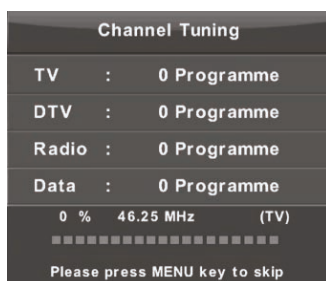 Channel Tuning
TV : 0 Programme
DTV : 0 Programme
Radio : 0 Programme
Data : 0 Programme
0 % 46.25 MHz (TV)
Please press MENU key to skip